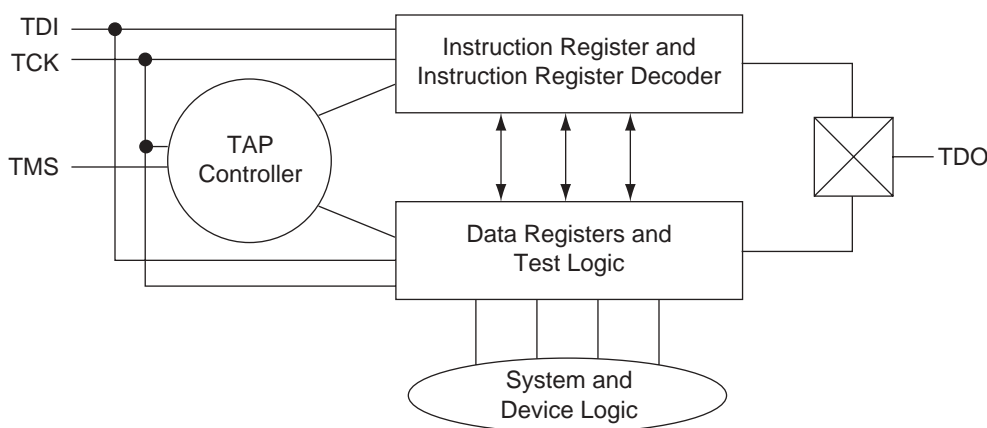 TDI
TCK
TMS
TAP
Controller
Instruction Register and
Instruction Register Decoder
Data Registers and
Test Logic
System and
Device Logic
TDO